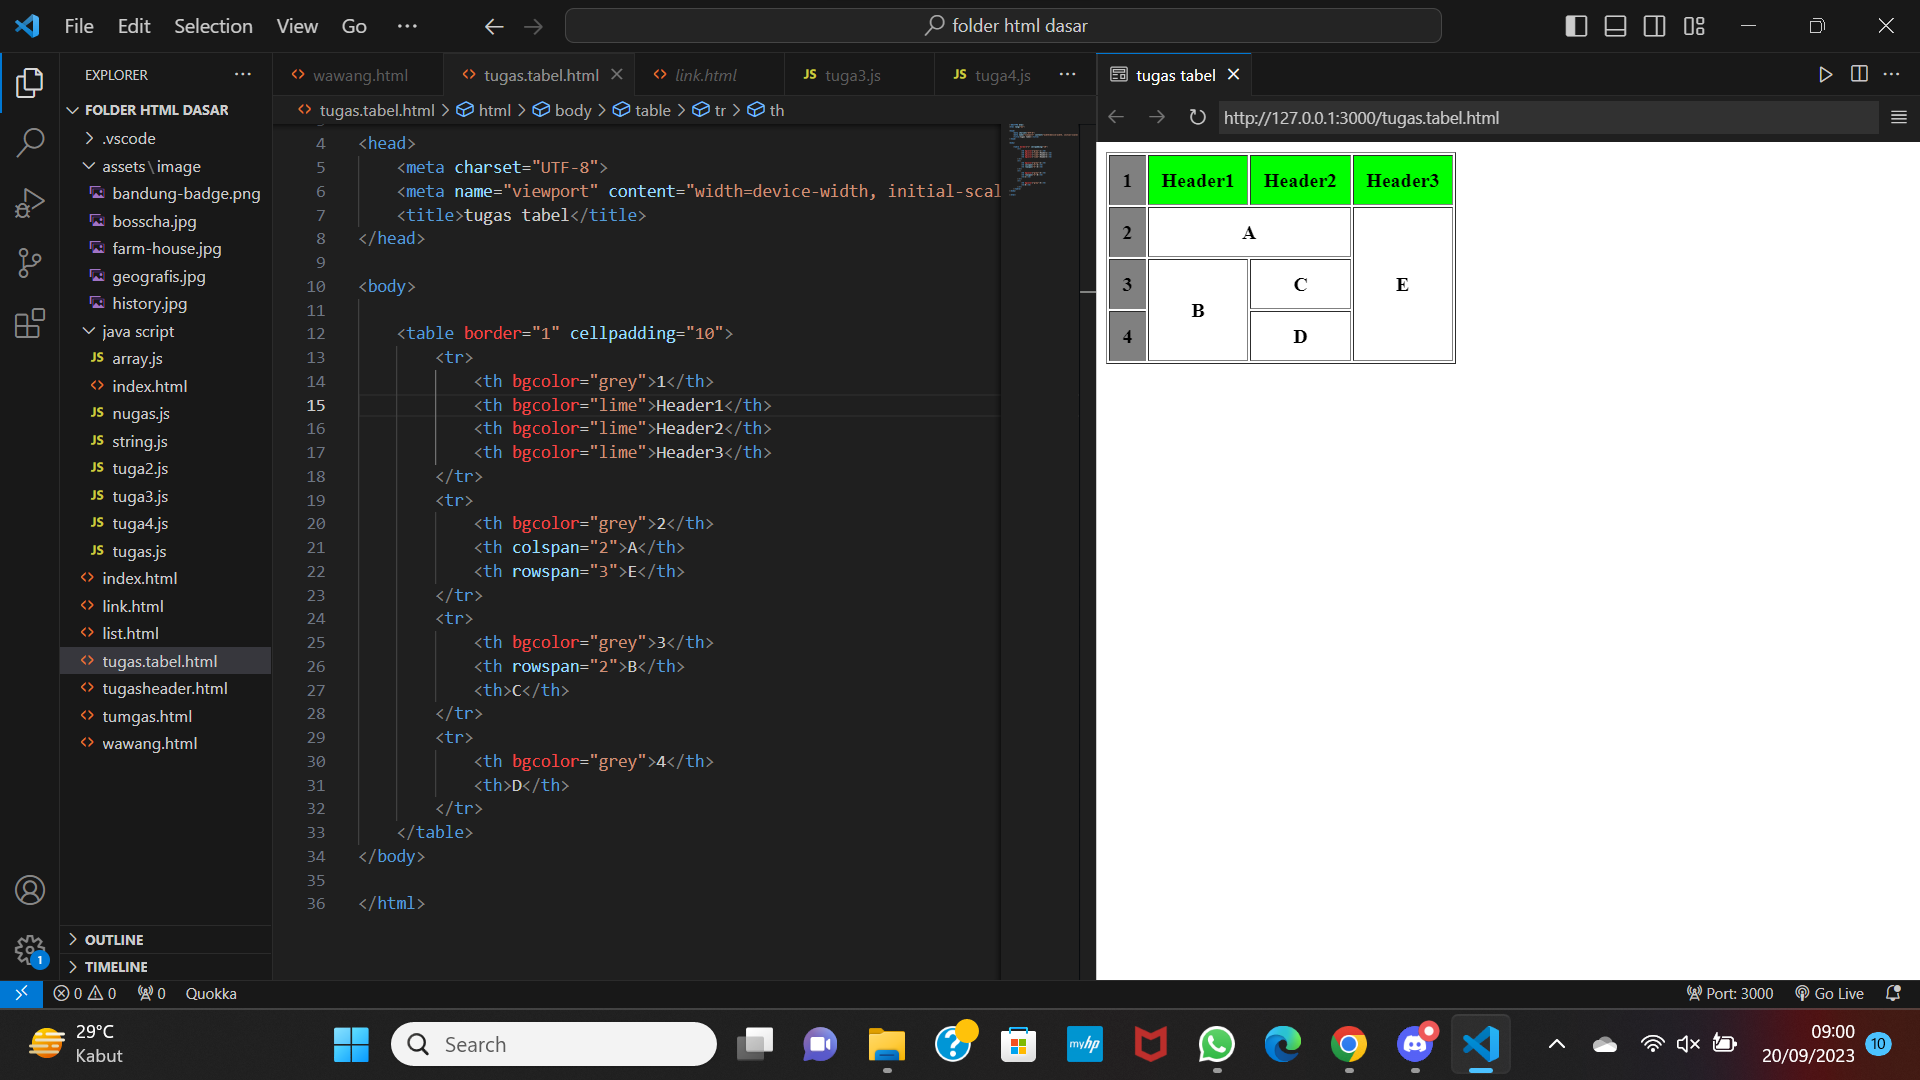 File Edit Selection View Go ··· folder html dasar
EXPLORER ···
FOLDER HTML DASAR
.vscode
assets\image
bandung-badge.png
bosscha.jpg
farm-house.jpg
geografis.jpg
history.jpg
java script
JS array.js
index.html
JS nugas.js
JS string.js
JS tuga2.js
JS tuga3.js
JS tuga4.js
JS tugas.js
index.html
link.html
list.html
tugas.tabel.html
tugasheader.html
tumgas.html
wawang.html
OUTLINE
TIMELINE
wawang.html tugas.tabel.html link.html JS tuga3.js JS tuga4.js ···
tugas.tabel.html > html > body > table > tr > th
4 <head>
5 <meta charset="UTF-8">
6 <meta name="viewport" content="width=device-width, initial-scal
7 <title>tugas tabel</title>
8 </head>
9
10 <body>
11
12 <table border="1" cellpadding="10">
13 <tr>
14 <th bgcolor="grey">1</th>
15 <th bgcolor="lime">Header1</th>
16 <th bgcolor="lime">Header2</th>
17 <th bgcolor="lime">Header3</th>
18 </tr>
19 <tr>
20 <th bgcolor="grey">2</th>
21 <th colspan="2">A</th>
22 <th rowspan="3">E</th>
23 </tr>
24 <tr>
25 <th bgcolor="grey">3</th>
26 <th rowspan="2">B</th>
27 <th>C</th>
28 </tr>
29 <tr>
30 <th bgcolor="grey">4</th>
31 <th>D</th>
32 </tr>
33 </table>
34 </body>
35
36 </html>
tugas tabel
http://127.0.0.1:3000/tugas.tabel.html
1 Header1 Header2 Header3
2 A
3 B C E
4 D
1
0 0 0 Quokka Port: 3000 Go Live
29°C
Kabut
Search
myhp
09:00
20/09/2023
10